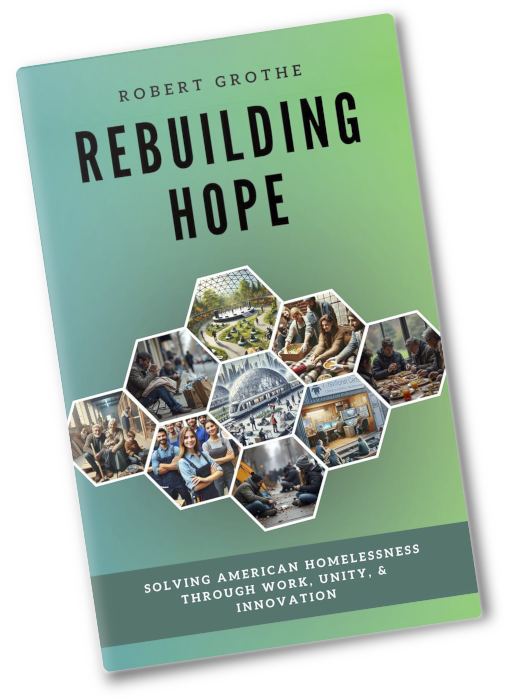 ROBERT GROTHE
REBUILDING
HOPE
SOLVING AMERICAN HOMELESSNESS
THROUGH WORK, UNITY, &
INNOVATION